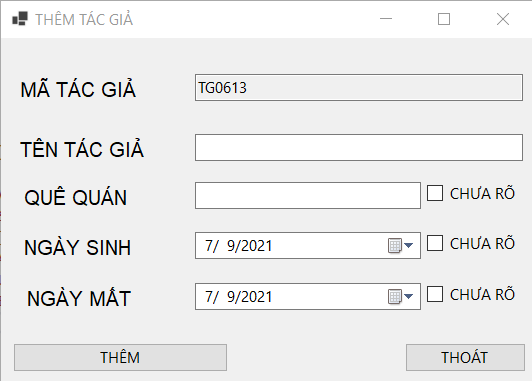 THÊM TÁC GIẢ
MÃ TÁC GIẢ TG0613
TÊN TÁC GIẢ
QUÊ QUÁN CHƯA RÕ
NGÀY SINH 7/ 9/2021 CHƯA RÕ
NGÀY MẤT 7/ 9/2021 CHƯA RÕ
THÊM THOÁT